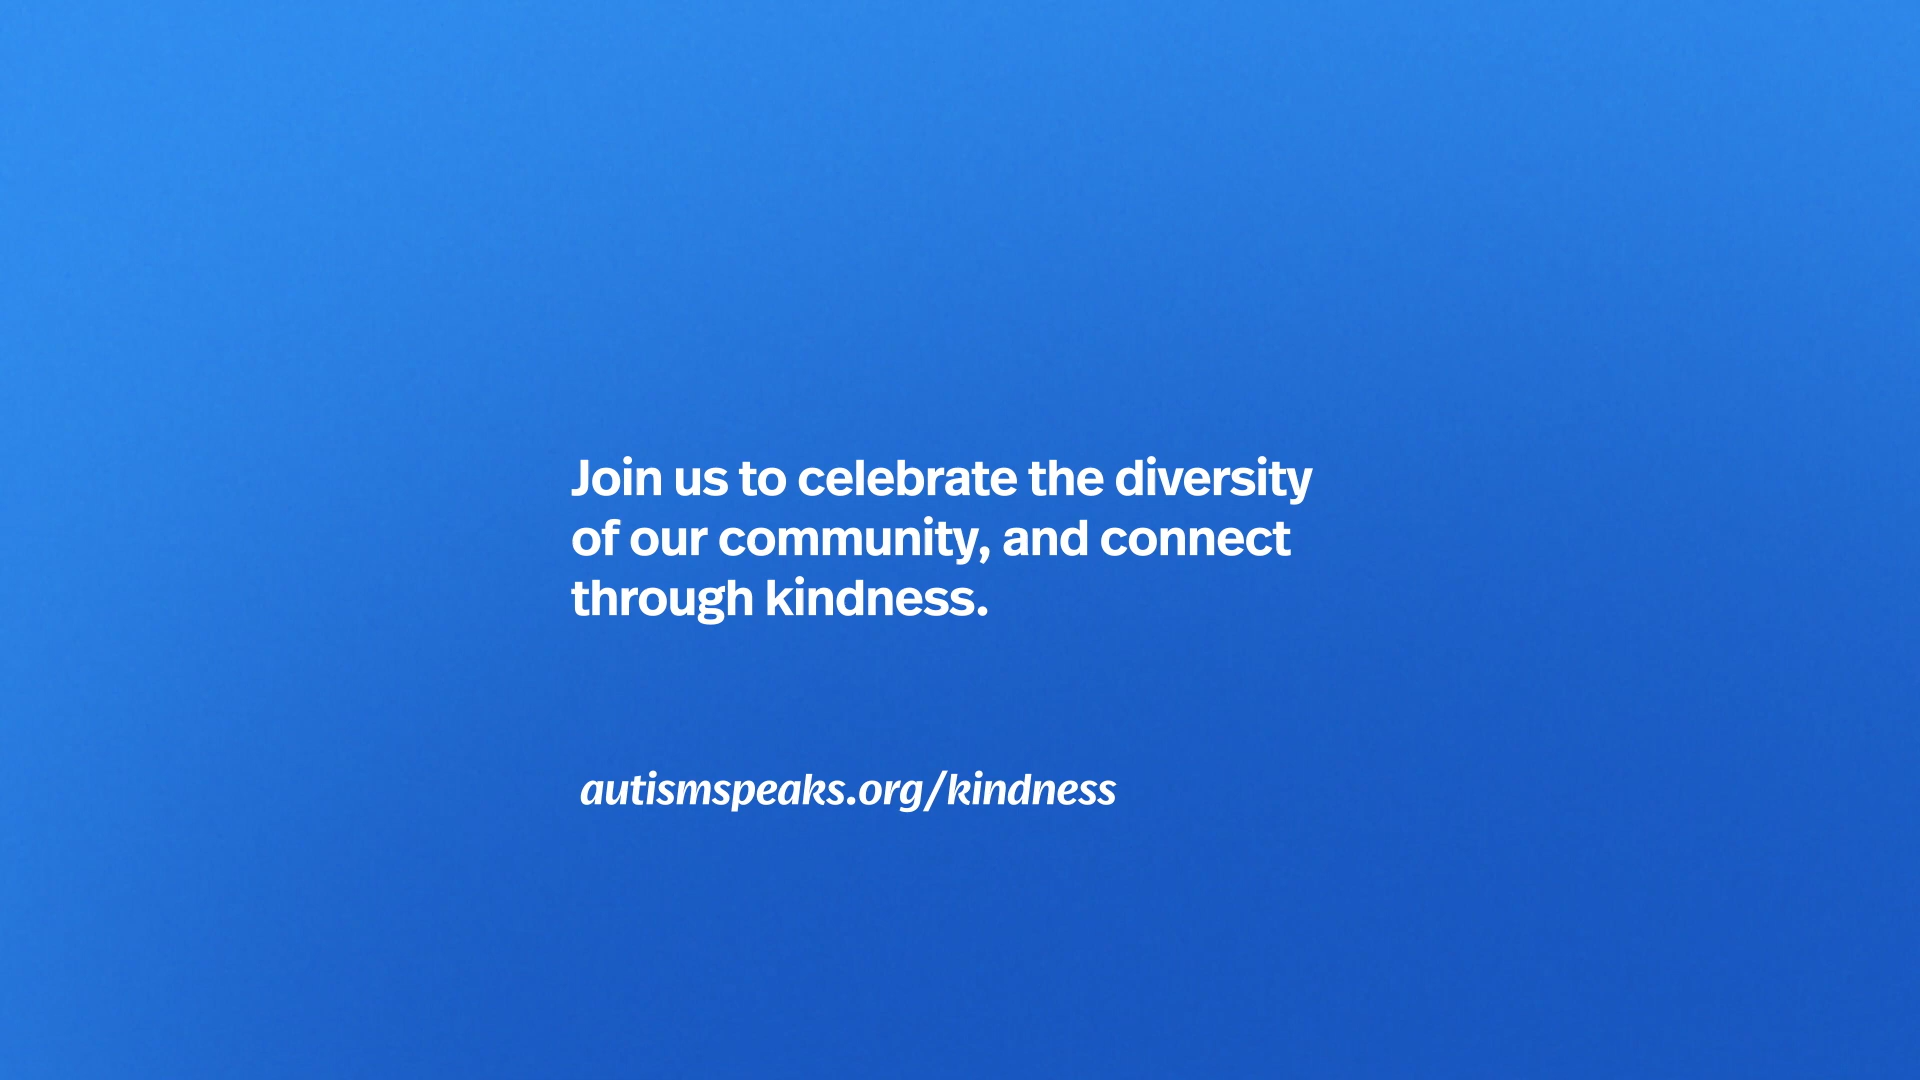 Join us to celebrate the diversity
of our community, and connect
through kindness.
autismspeaks.org/kindness